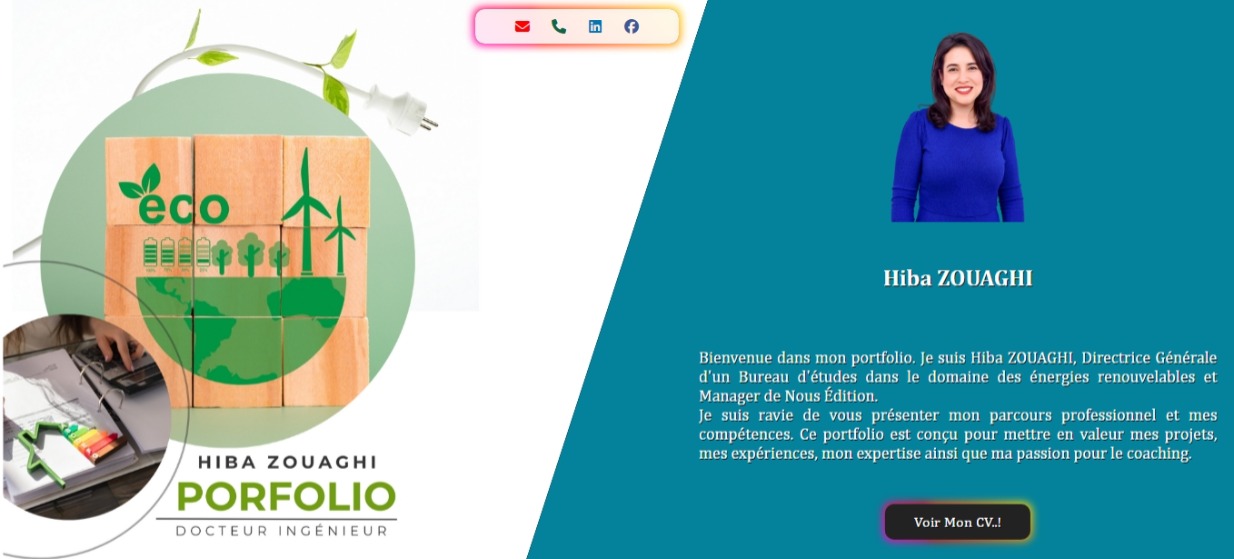 eco
HIBA ZOUAGHI
PORFOLIO
DOCTEUR INGÉNIEUR
Hiba ZOUAGHI
Bienvenue dans mon portfolio. Je suis Hiba ZOUAGHI, Directrice Générale
d'un Bureau d'études dans le domaine des énergies renouvelables et
Manager de Nous Édition.
Je suis ravie de vous présenter mon parcours professionnel et mes
compétences. Ce portfolio est conçu pour mettre en valeur mes projets,
mes expériences, mon expertise ainsi que ma passion pour le coaching.
Voir Mon CV..!